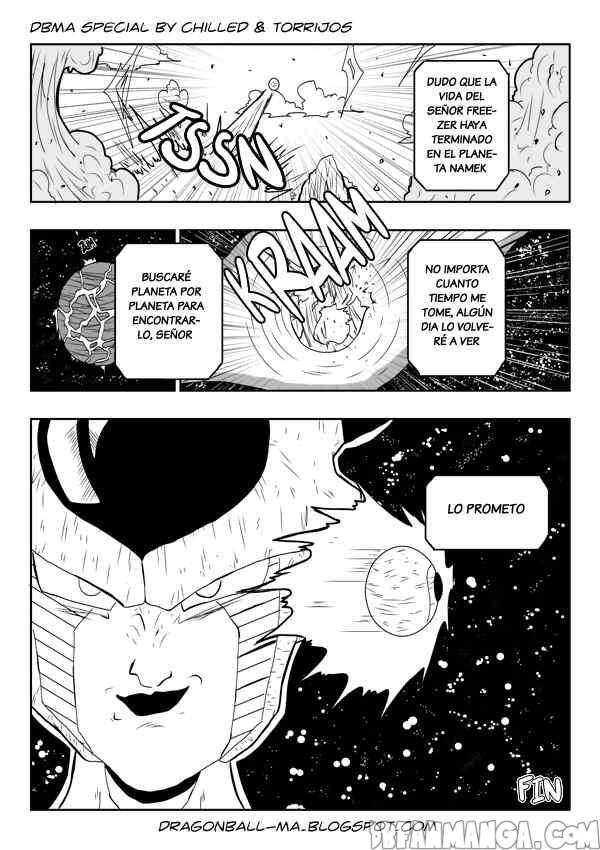 DBMA SPECIAL BY CHILLED & TORRIJOS
DUDO QUE LA
VIDA DEL
SEÑOR FREE-
ZER HAYA
TERMINADO
EN EL PLANE-
TA NAMEK
TSSN
KRAAM
BUSCARÉ
PLANETA POR
PLANETA PARA
ENCONTRAR-
LO, SEÑOR
NO IMPORTA
CUANTO
TIEMPO ME
TOME, ALGÚN
DIA LO VOLVE-
RÉ A VER
LO PROMETO
FIN
DRAGONBALL-MA.BLOGSPOT.COM
DBFANMANGA.COM